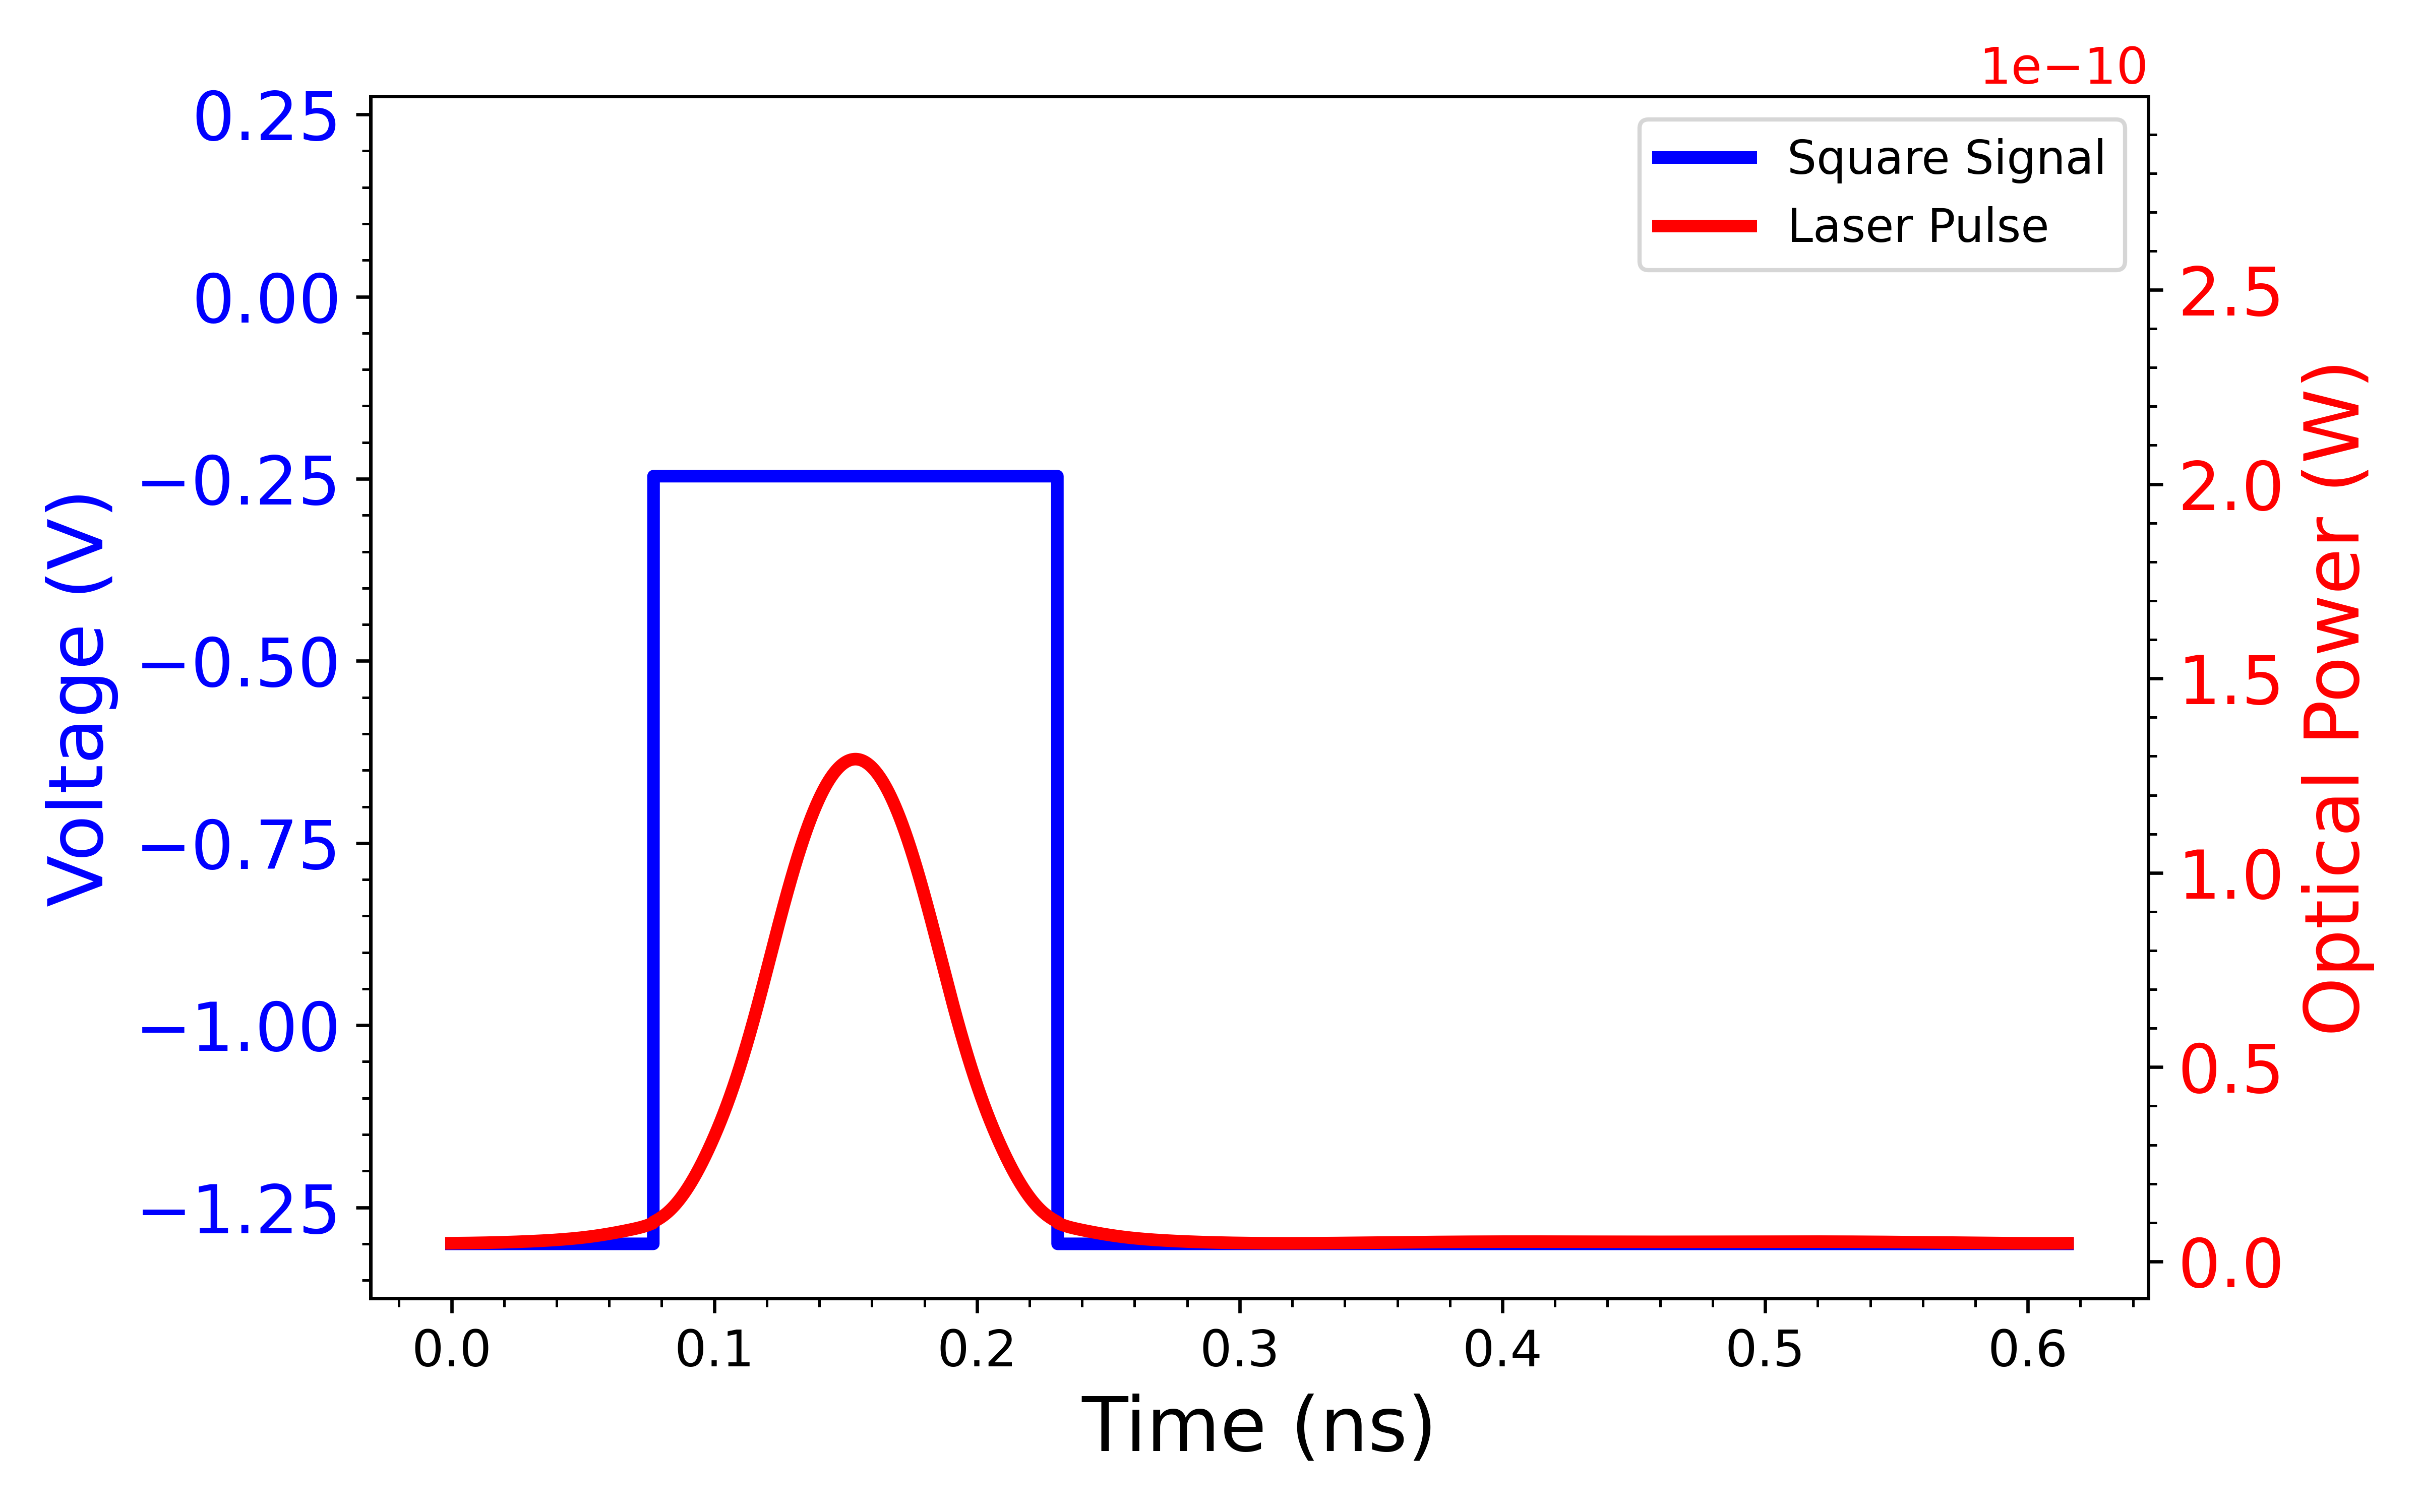 1e−10
Square Signal
Laser Pulse
Voltage (V)
0.25
0.00
−0.25
−0.50
−0.75
−1.00
−1.25
2.5
2.0
1.5
1.0
0.5
0.0
Optical Power (W)
0.0 0.1 0.2 0.3 0.4 0.5 0.6
Time (ns)